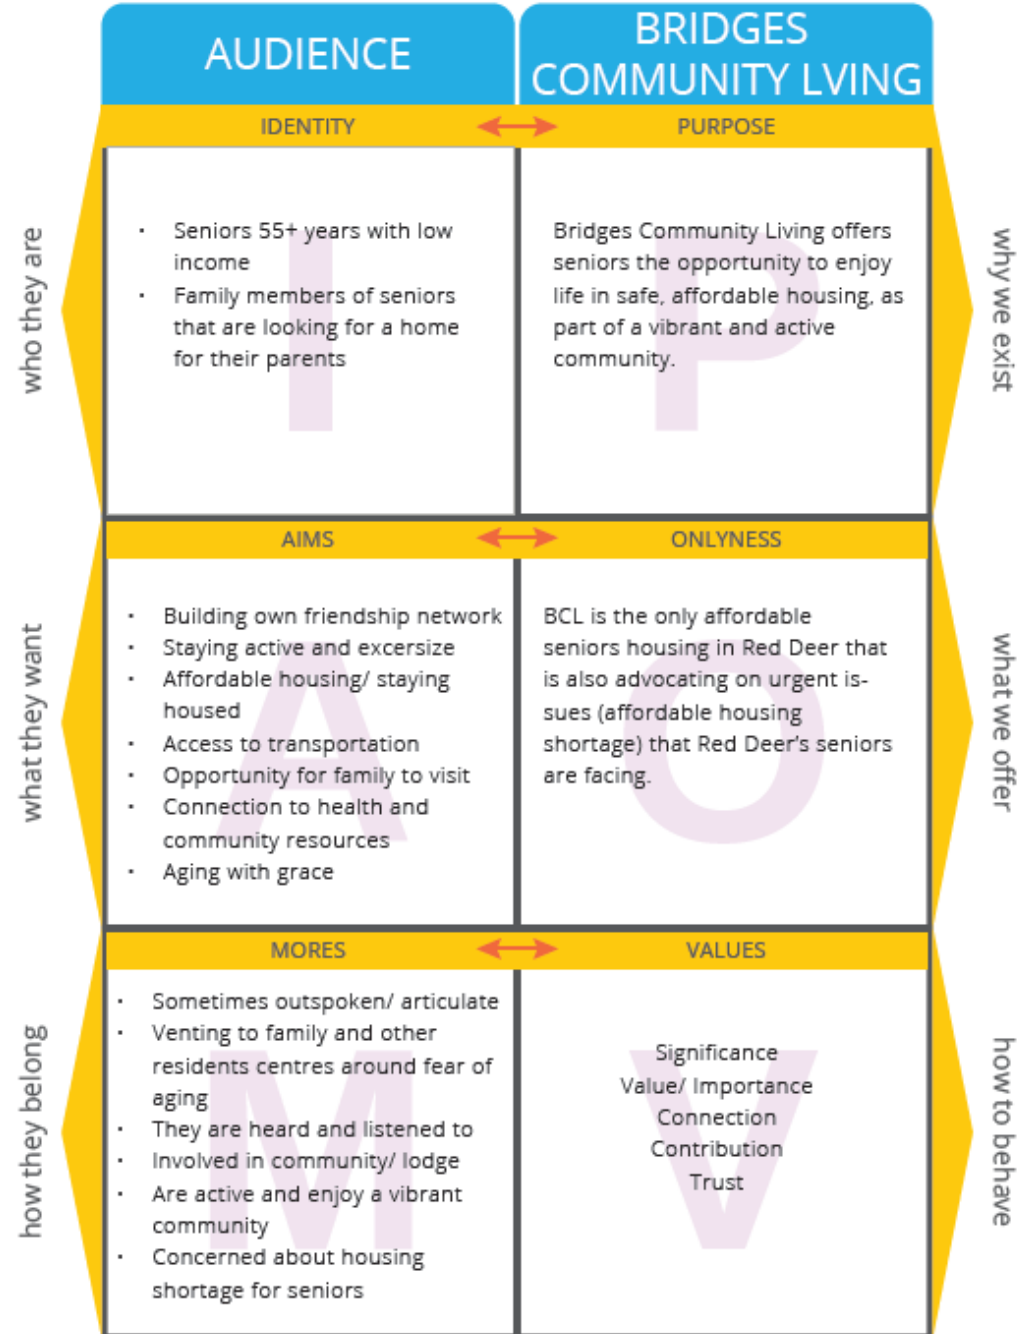 AUDIENCE
BRIDGES
COMMUNITY LVING
IDENTITY
PURPOSE
who they are
· Seniors 55+ years with low
income
· Family members of seniors
that are looking for a home
for their parents
I
Bridges Community Living offers
seniors the opportunity to enjoy
life in safe, affordable housing, as
part of a vibrant and active
community.
P
why we exist
AIMS
ONLYNESS
what they want
· Building own friendship network
· Staying active and excersize
· Affordable housing/ staying
housed
· Access to transportation
· Opportunity for family to visit
· Connection to health and
community resources
· Aging with grace
A
BCL is the only affordable
seniors housing in Red Deer that
is also advocating on urgent is-
sues (affordable housing
shortage) that Red Deer’s seniors
are facing.
O
what we offer
MORES
VALUES
how they belong
· Sometimes outspoken/ articulate
· Venting to family and other
residents centres around fear of
aging
· They are heard and listened to
· Involved in community/ lodge
· Are active and enjoy a vibrant
community
· Concerned about housing
shortage for seniors
M
Significance
Value/ Importance
Connection
Contribution
Trust
V
how to behave